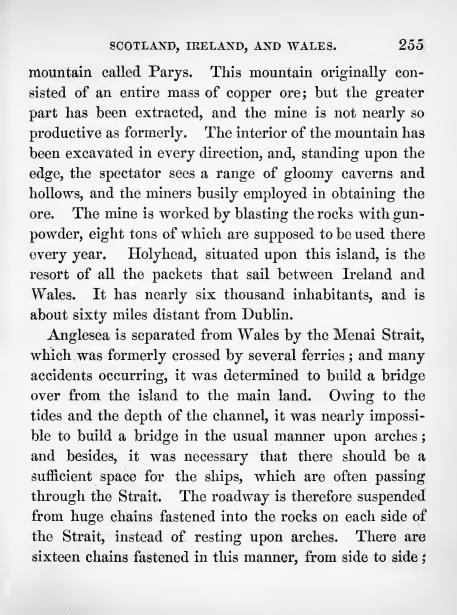 SCOTLAND, IRELAND, AND WALES. 255
mountain called Parys. This mountain originally con-
sisted of an entire mass of copper ore; but the greater
part has been extracted, and the mine is not nearly so
productive as formerly. The interior of the mountain has
been excavated in every direction, and, standing upon the
edge, the spectator sees a range of gloomy caverns and
hollows, and the miners busily employed in obtaining the
ore. The mine is worked by blasting the rocks with gun-
powder, eight tons of which are supposed to be used there
every year. Holyhead, situated upon this island, is the
resort of all the packets that sail between Ireland and
Wales. It has nearly six thousand inhabitants, and is
about sixty miles distant from Dublin.
Anglesea is separated from Wales by the Menai Strait,
which was formerly crossed by several ferries; and many
accidents occurring, it was determined to build a bridge
over from the island to the main land. Owing to the
tides and the depth of the channel, it was nearly impossi-
ble to build a bridge in the usual manner upon arches;
and besides, it was necessary that there should be a
sufficient space for the ships, which are often passing
through the Strait. The roadway is therefore suspended
from huge chains fastened into the rocks on each side of
the Strait, instead of resting upon arches. There are
sixteen chains fastened in this manner, from side to side;